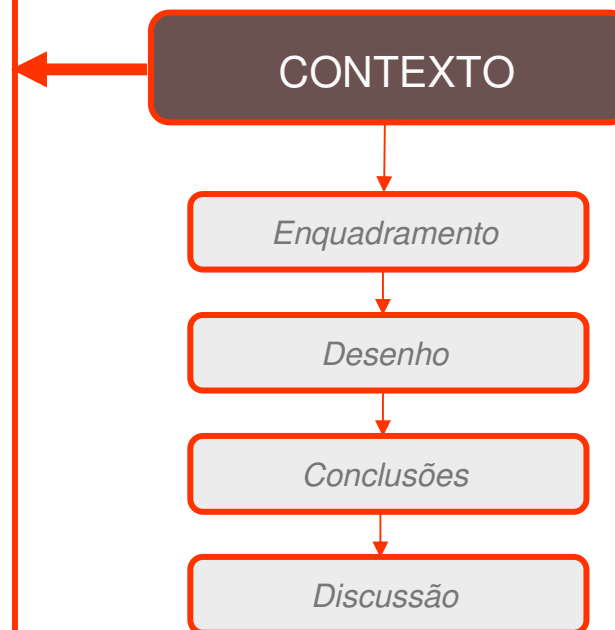 CONTEXTO
Enquadramento
Desenho
Conclusões
Discussão